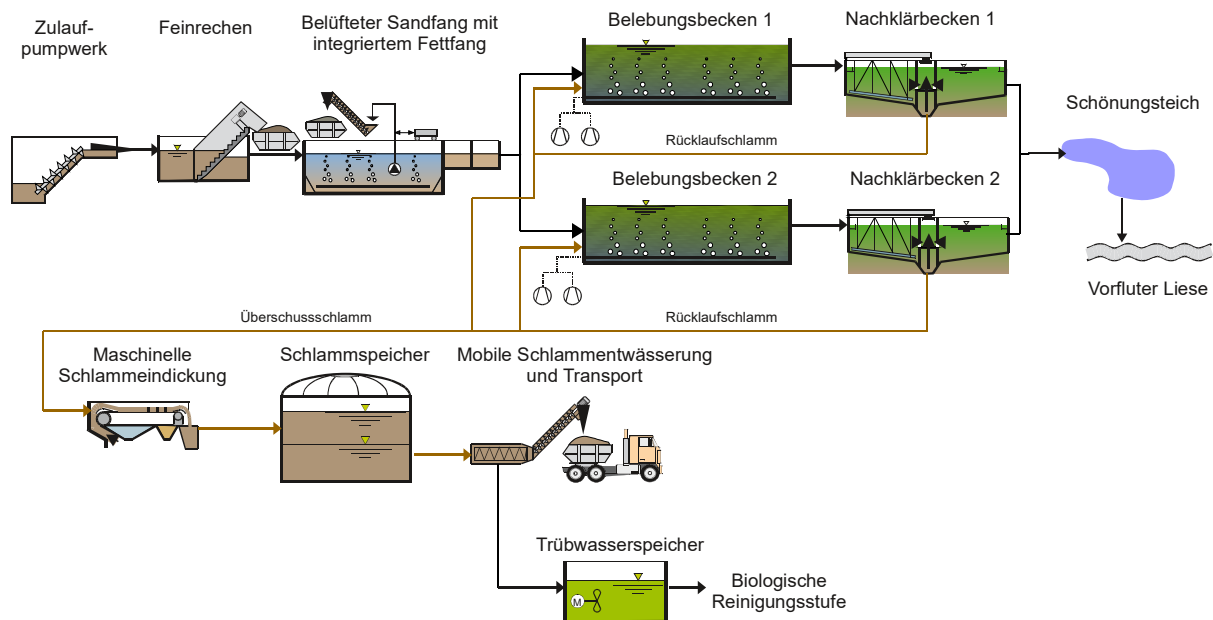 Zulauf-
pumpwerk
Feinrechen
Belüfteter Sandfang mit
integriertem Fettfang
Belebungsbecken 1
Nachklärbecken 1
Schönungsteich
Rücklaufschlamm
Belebungsbecken 2
Nachklärbecken 2
Vorfluter Liese
Überschussschlamm
Rücklaufschlamm
Maschinelle
Schlammeindickung
Schlammspeicher
Mobile Schlammentwässerung
und Transport
Trübwasserspeicher
M
Biologische
Reinigungsstufe